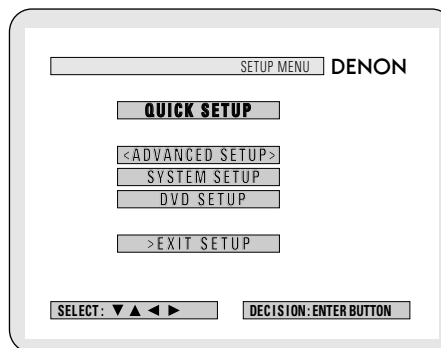 SETUP MENU DENON
QUICK SETUP
<ADVANCED SETUP>
SYSTEM SETUP
DVD SETUP
>EXIT SETUP
SELECT: ▼ ▲ ◄ ► DECISION:ENTER BUTTON